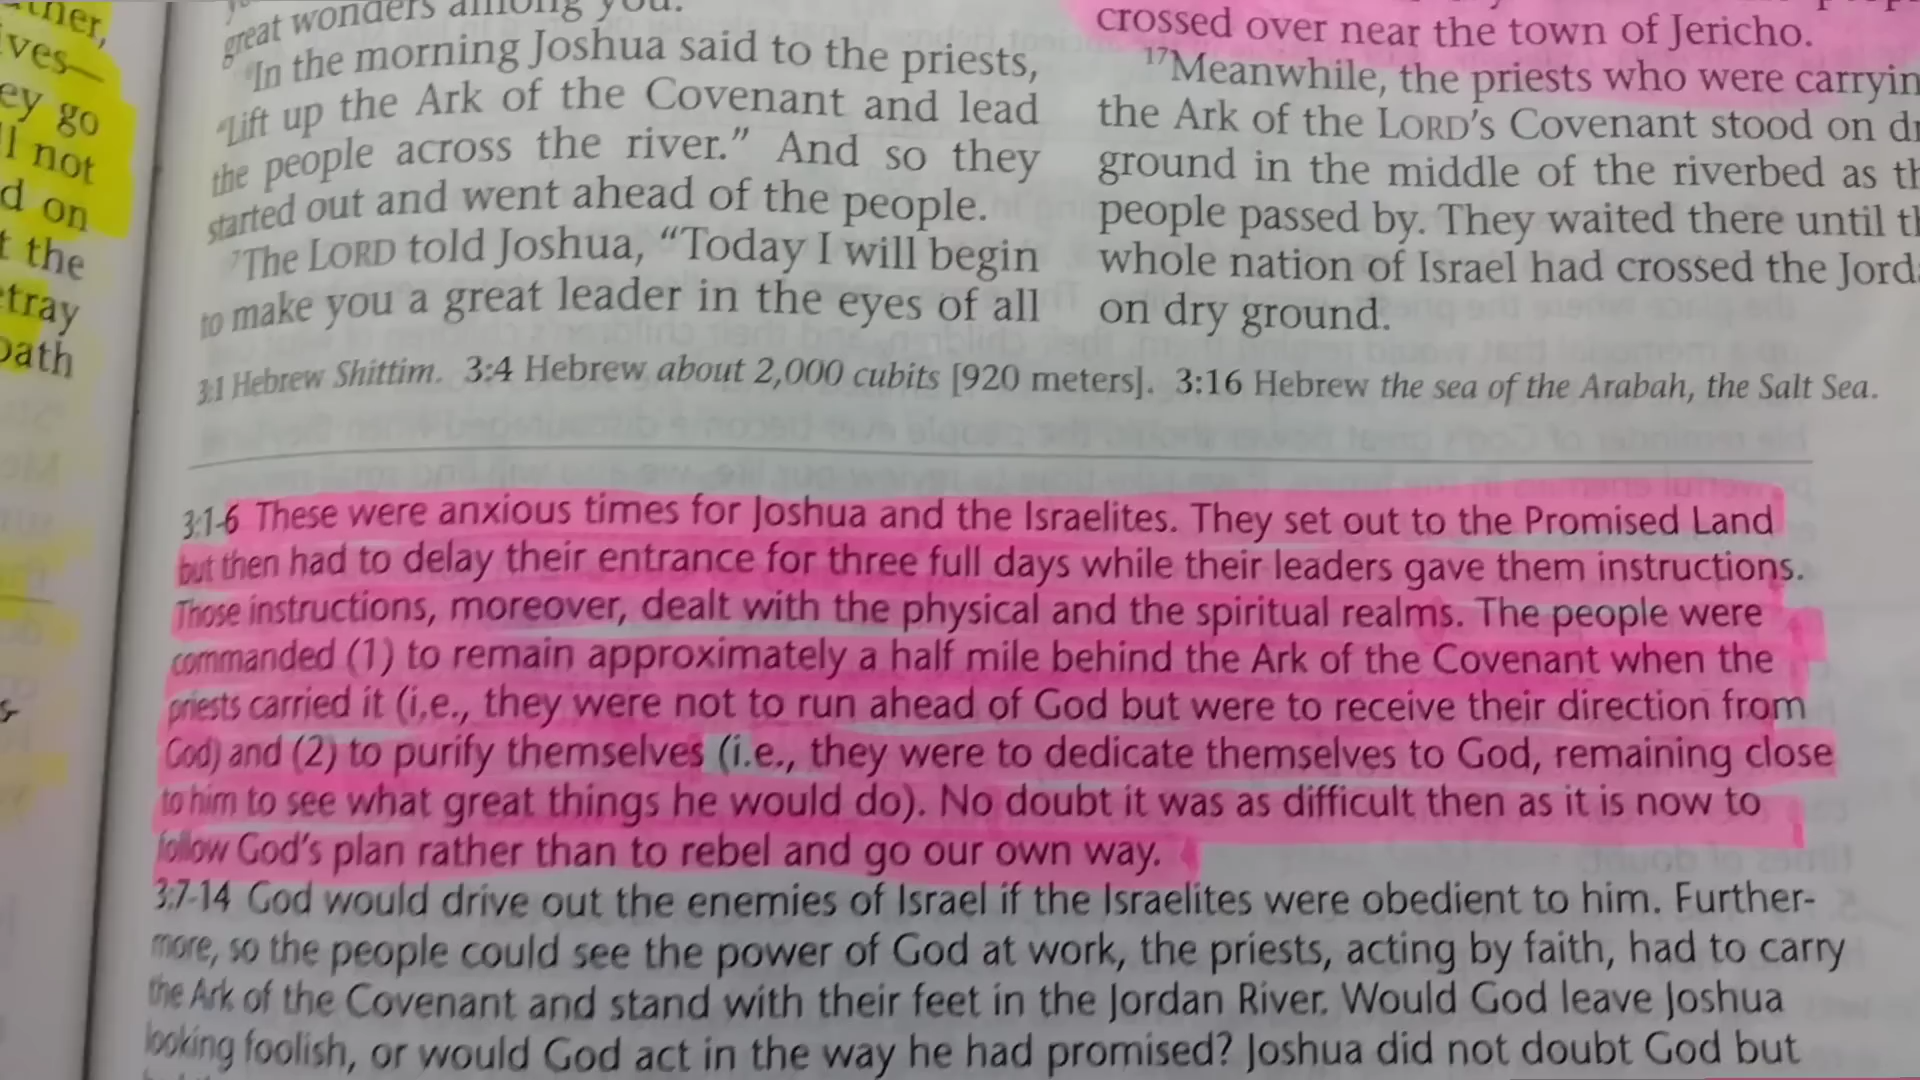 ther,
ves—
ey go
l not
d on
t the
tray
path
great wonders among you."
⁶In the morning Joshua said to the priests,
"Lift up the Ark of the Covenant and lead
the people across the river." And so they
started out and went ahead of the people.
⁷The LORD told Joshua, "Today I will begin
to make you a great leader in the eyes of all
crossed over near the town of Jericho.
¹⁷Meanwhile, the priests who were carryin
the Ark of the LORD's Covenant stood on dr
ground in the middle of the riverbed as th
people passed by. They waited there until th
whole nation of Israel had crossed the Jord
on dry ground.
3:1 Hebrew Shittim. 3:4 Hebrew about 2,000 cubits [920 meters]. 3:16 Hebrew the sea of the Arabah, the Salt Sea.
3:1-6 These were anxious times for Joshua and the Israelites. They set out to the Promised Land
but then had to delay their entrance for three full days while their leaders gave them instructions.
Those instructions, moreover, dealt with the physical and the spiritual realms. The people were
commanded (1) to remain approximately a half mile behind the Ark of the Covenant when the
priests carried it (i.e., they were not to run ahead of God but were to receive their direction from
God) and (2) to purify themselves (i.e., they were to dedicate themselves to God, remaining close
to him to see what great things he would do). No doubt it was as difficult then as it is now to
follow God's plan rather than to rebel and go our own way.
3:7-14 God would drive out the enemies of Israel if the Israelites were obedient to him. Further-
more, so the people could see the power of God at work, the priests, acting by faith, had to carry
the Ark of the Covenant and stand with their feet in the Jordan River. Would God leave Joshua
looking foolish, or would God act in the way he had promised? Joshua did not doubt God but